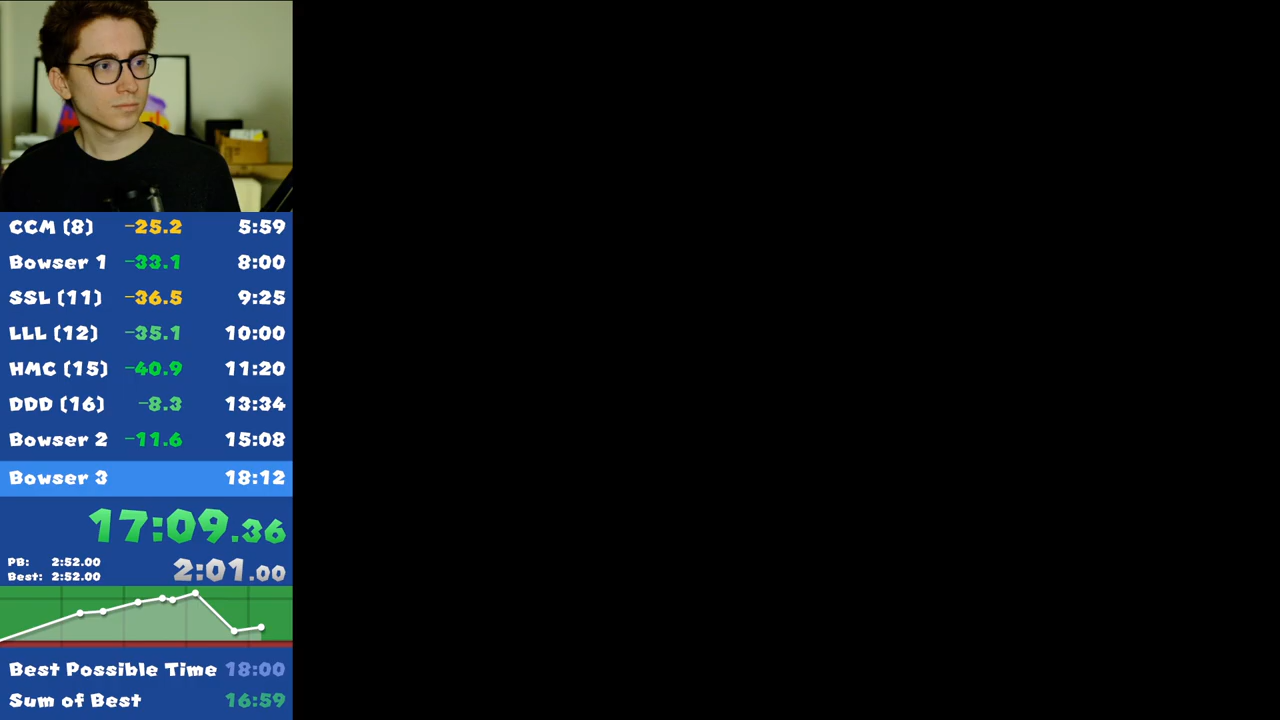 CCM (8) -25.2 5:59
Bowser 1 -33.1 8:00
SSL (11) -36.5 9:25
LLL (12) -35.1 10:00
HMC (15) -40.9 11:20
DDD (16) -8.3 13:34
Bowser 2 -11.6 15:08
Bowser 3 18:12
17:09.36
PB: 2:52.00
Best: 2:52.00
2:01.00
Best Possible Time 18:00
Sum of Best 16:59